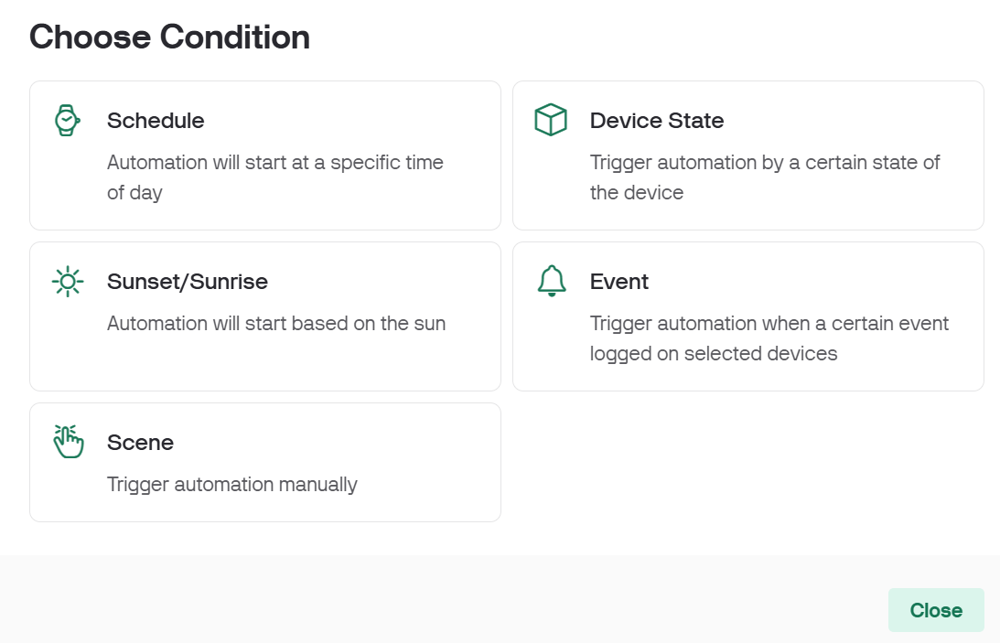 Choose Condition
Schedule
Automation will start at a specific time
of day
Device State
Trigger automation by a certain state of
the device
Sunset/Sunrise
Automation will start based on the sun
Event
Trigger automation when a certain event
logged on selected devices
Scene
Trigger automation manually
Close